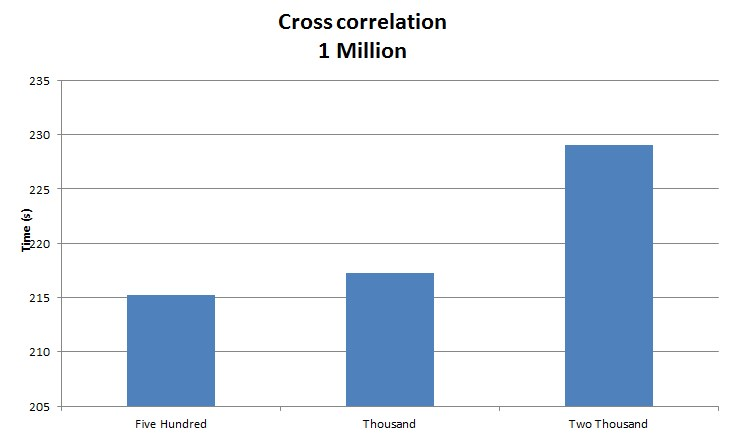 Cross correlation
1 Million
235
230
225
220
215
210
205
Time (s)
Five Hundred
Thousand
Two Thousand